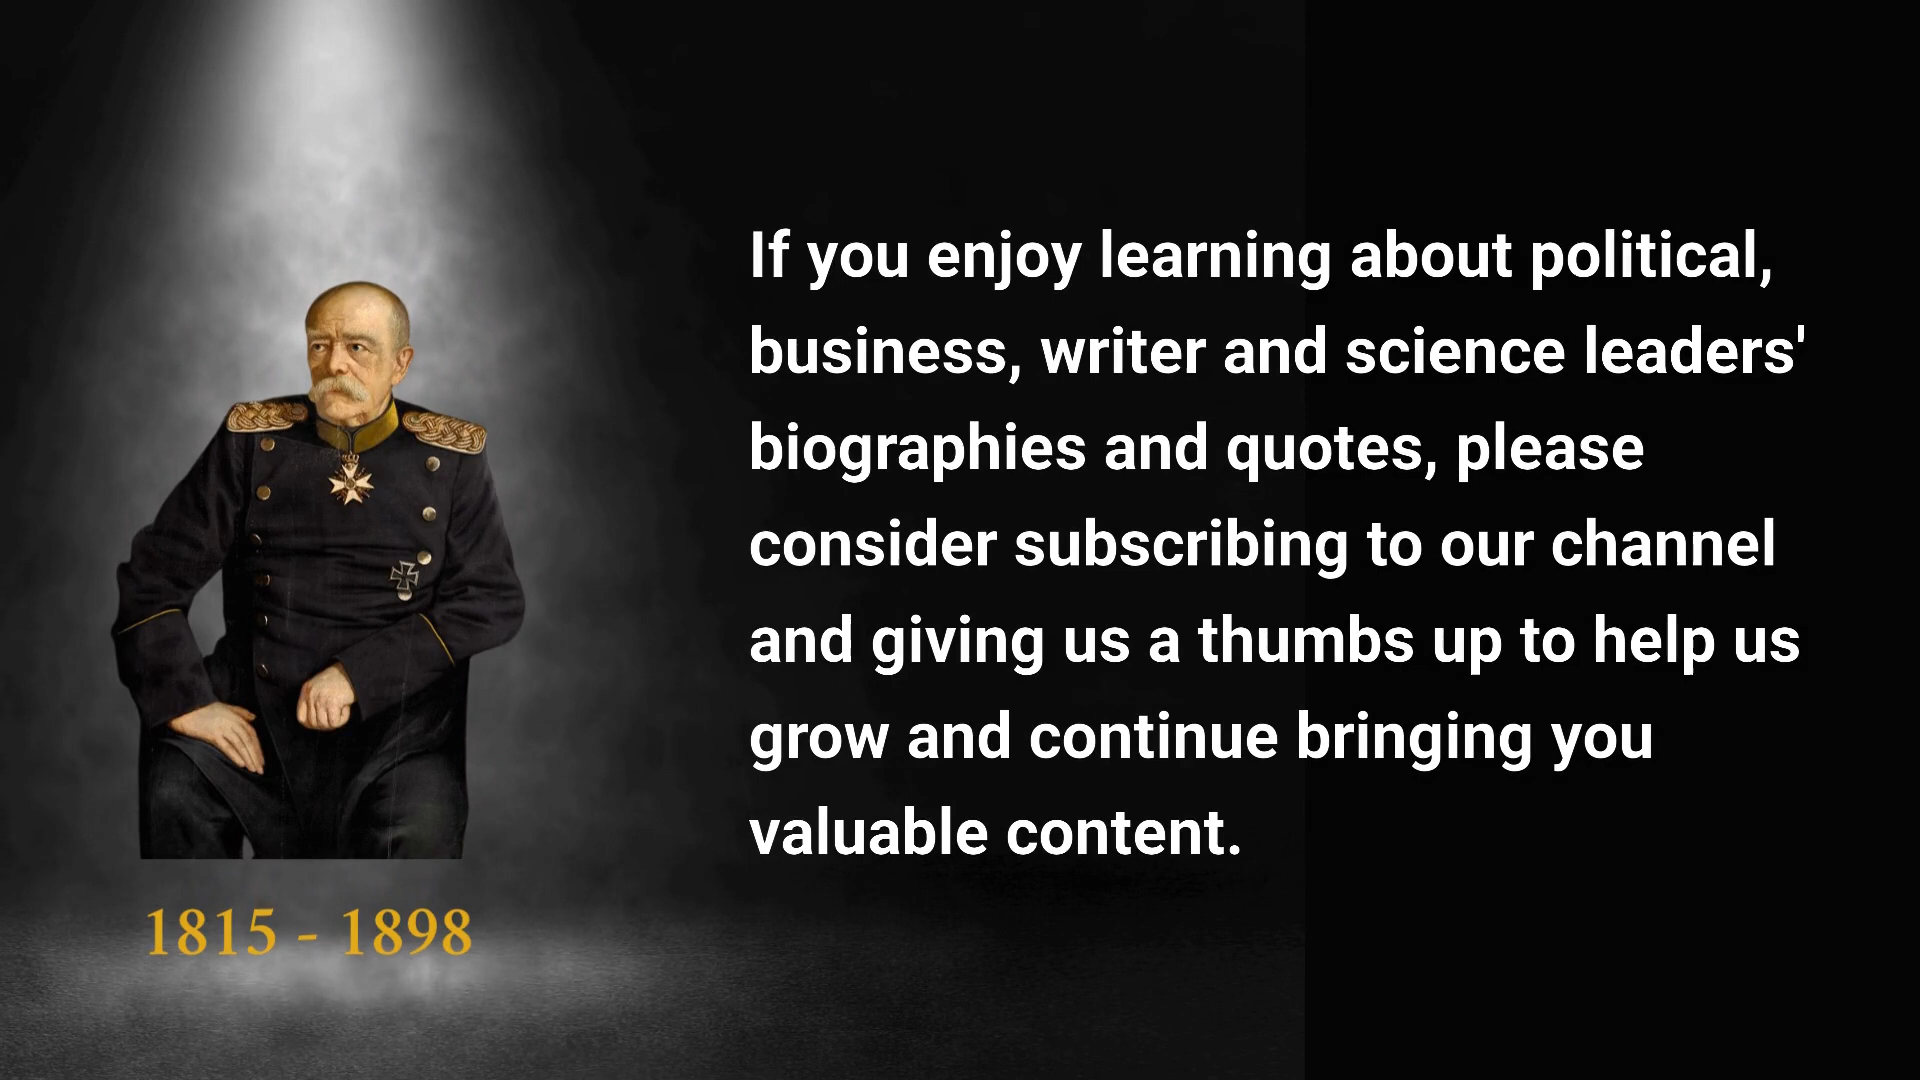 If you enjoy learning about political,
business, writer and science leaders'
biographies and quotes, please
consider subscribing to our channel
and giving us a thumbs up to help us
grow and continue bringing you
valuable content.
1815 - 1898